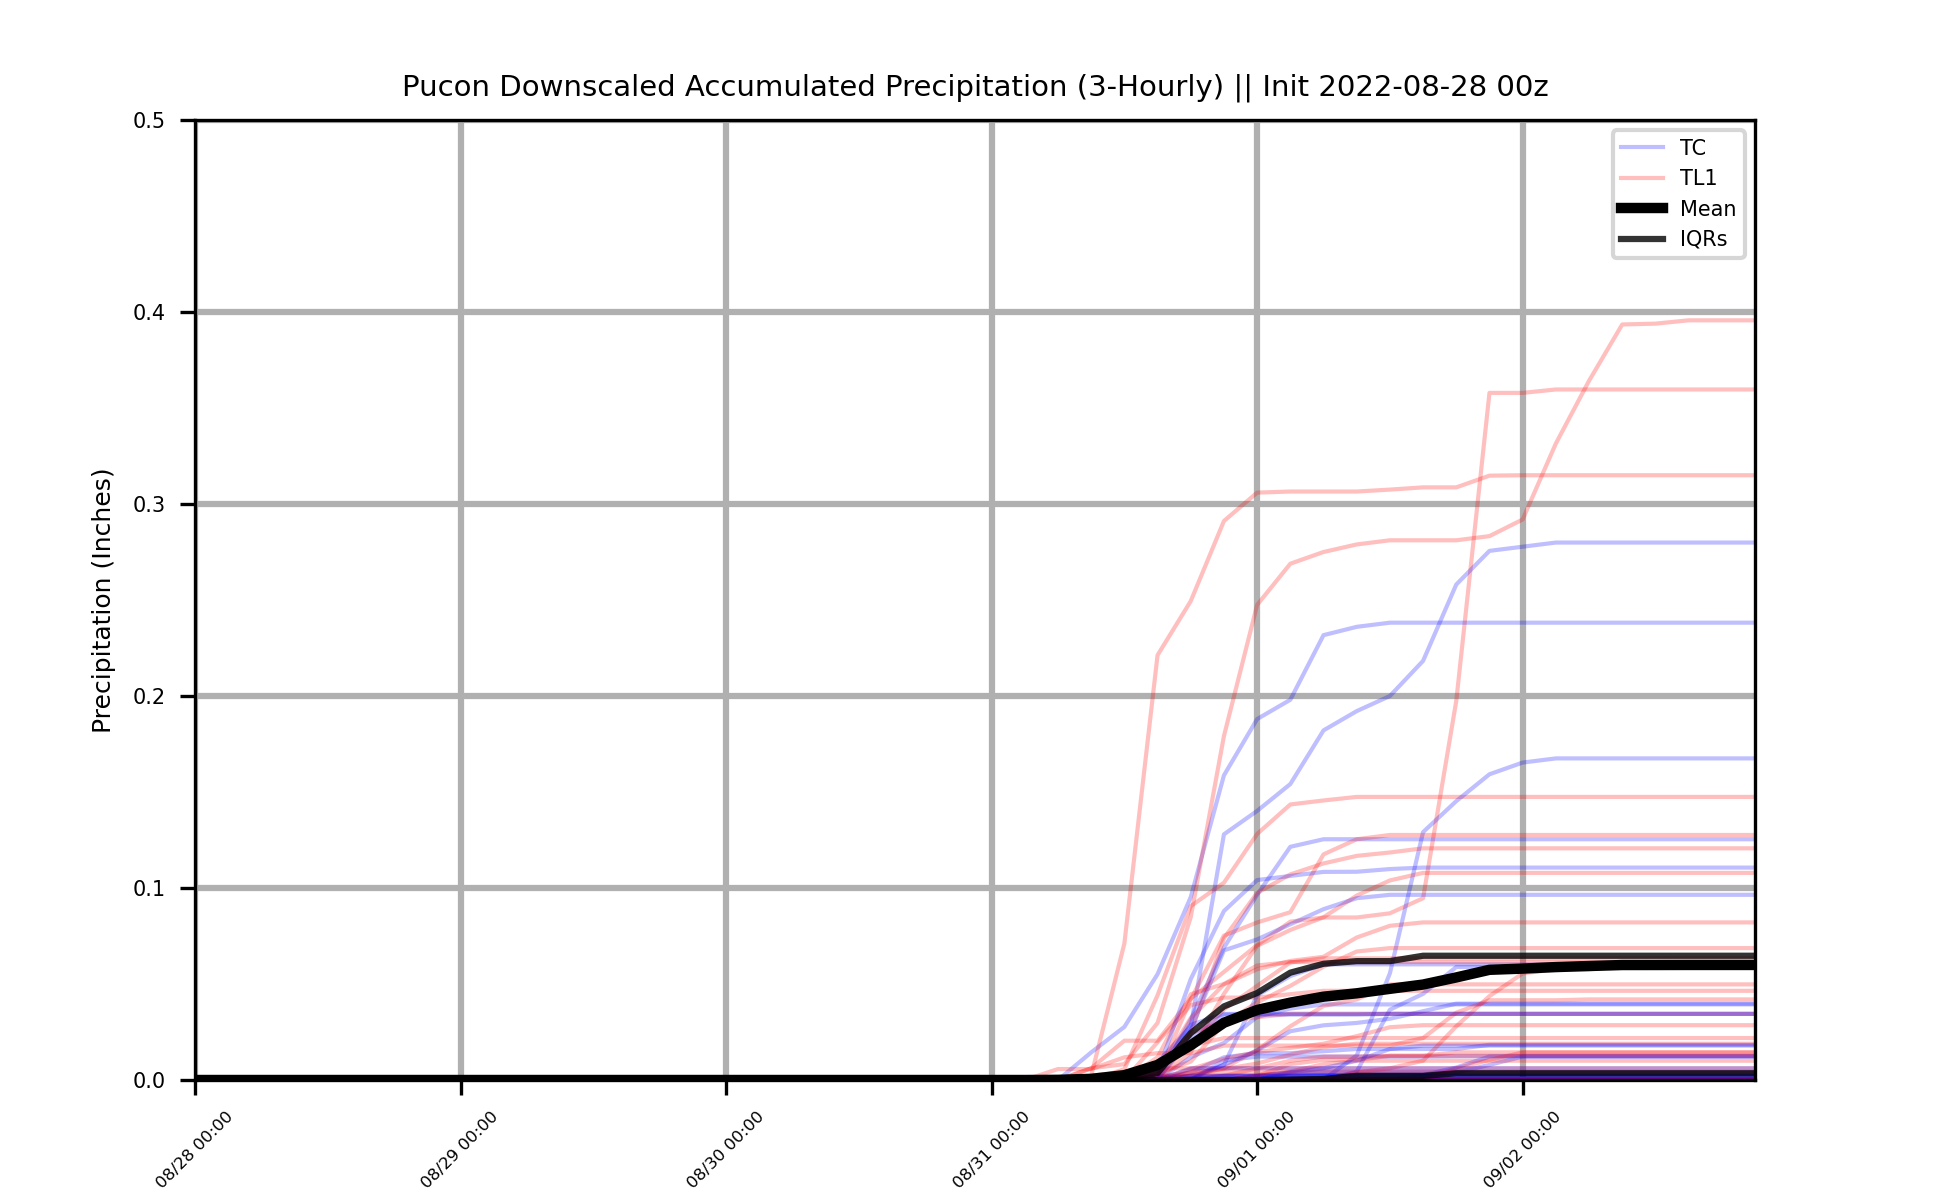 Pucon Downscaled Accumulated Precipitation (3-Hourly) || Init 2022-08-28 00z
0.5
0.4
0.3
0.2
0.1
0.0
Precipitation (Inches)
TC
TL1
Mean
IQRs
08/28 00:00
08/29 00:00
08/30 00:00
08/31 00:00
09/01 00:00
09/02 00:00